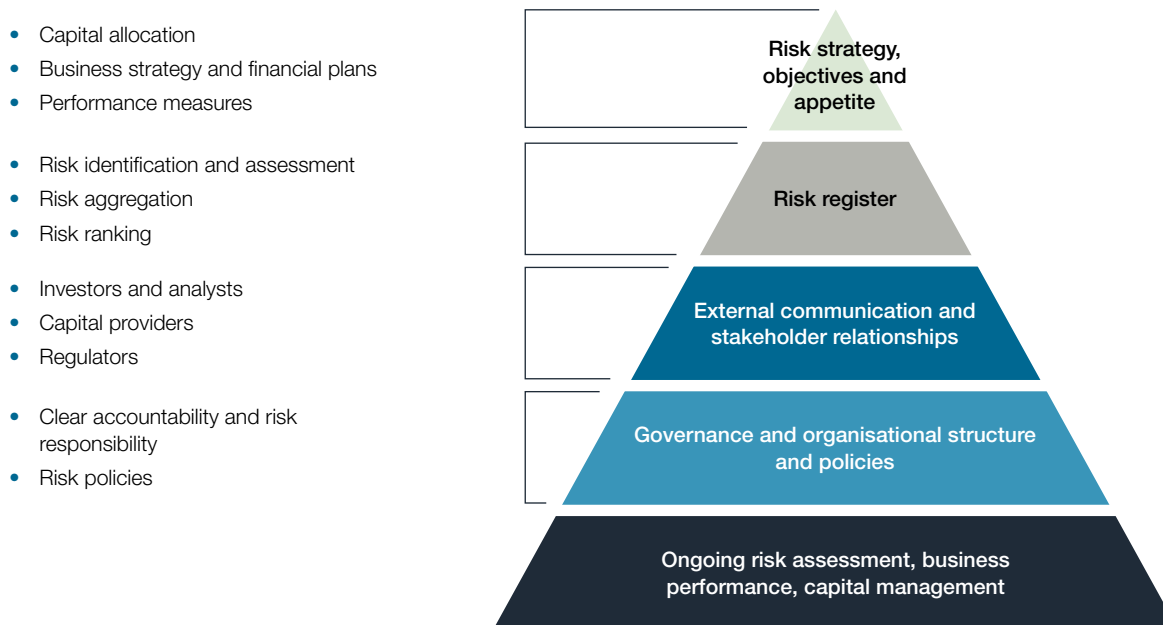 • Capital allocation
• Business strategy and financial plans
• Performance measures
Risk strategy,
objectives and
appetite
• Risk identification and assessment
• Risk aggregation
• Risk ranking
Risk register
• Investors and analysts
• Capital providers
• Regulators
External communication and
stakeholder relationships
• Clear accountability and risk
responsibility
• Risk policies
Governance and organisational structure
and policies
Ongoing risk assessment, business
performance, capital management